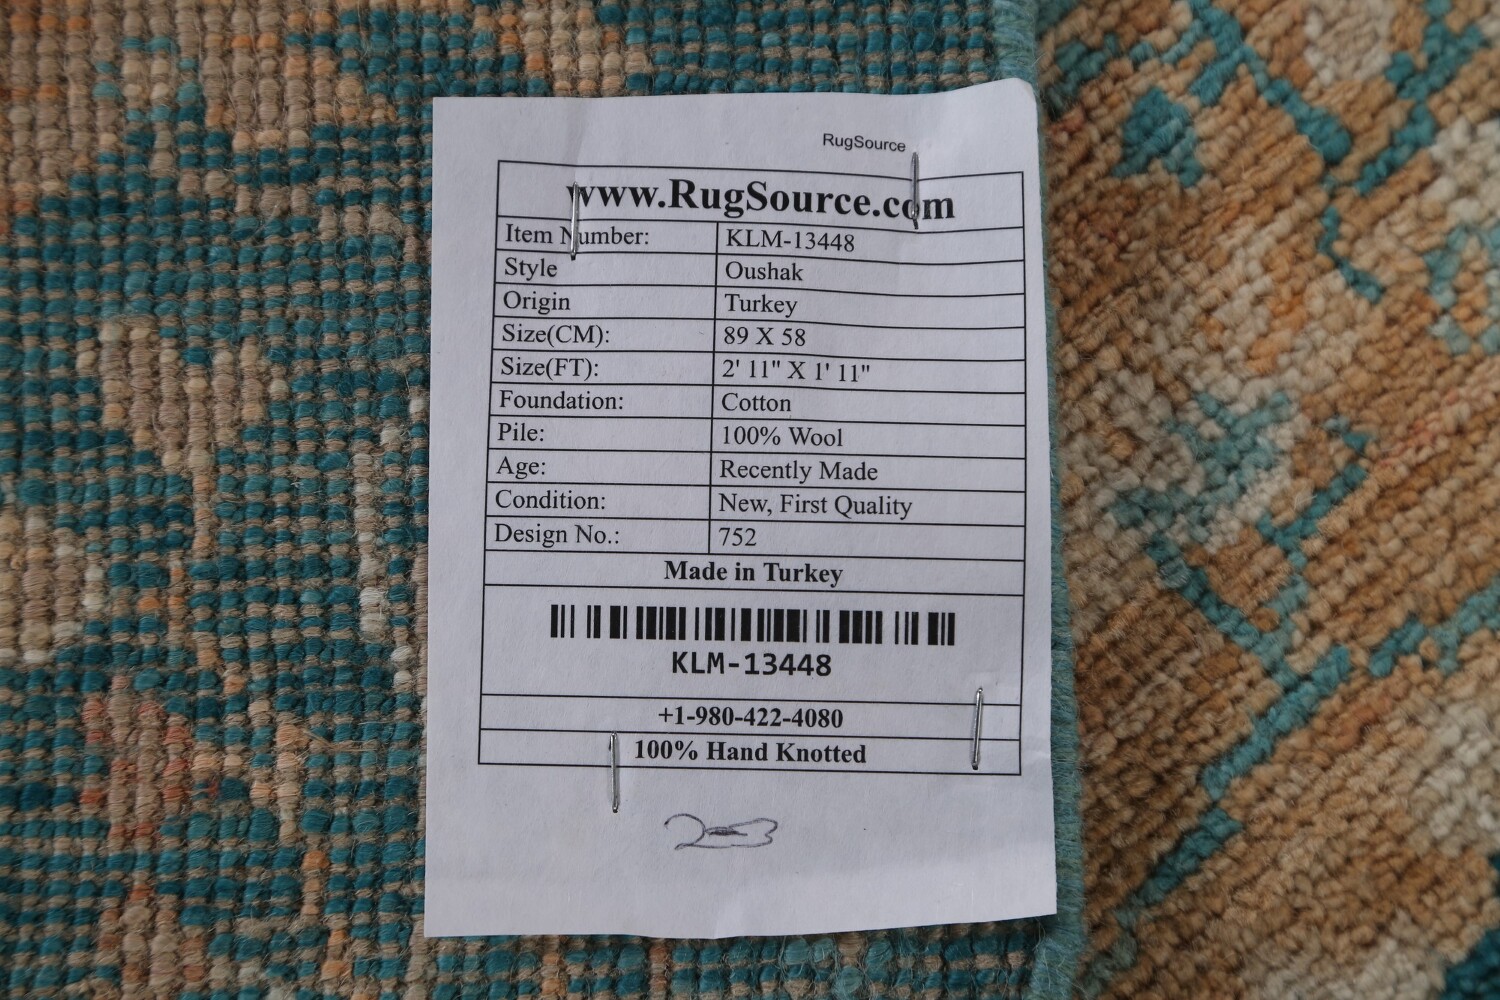 RugSource
www.RugSource.com
Item Number: KLM-13448
Style Oushak
Origin Turkey
Size(CM): 89 X 58
Size(FT): 2' 11" X 1' 11"
Foundation: Cotton
Pile: 100% Wool
Age: Recently Made
Condition: New, First Quality
Design No.: 752
Made in Turkey
KLM-13448
+1-980-422-4080
100% Hand Knotted